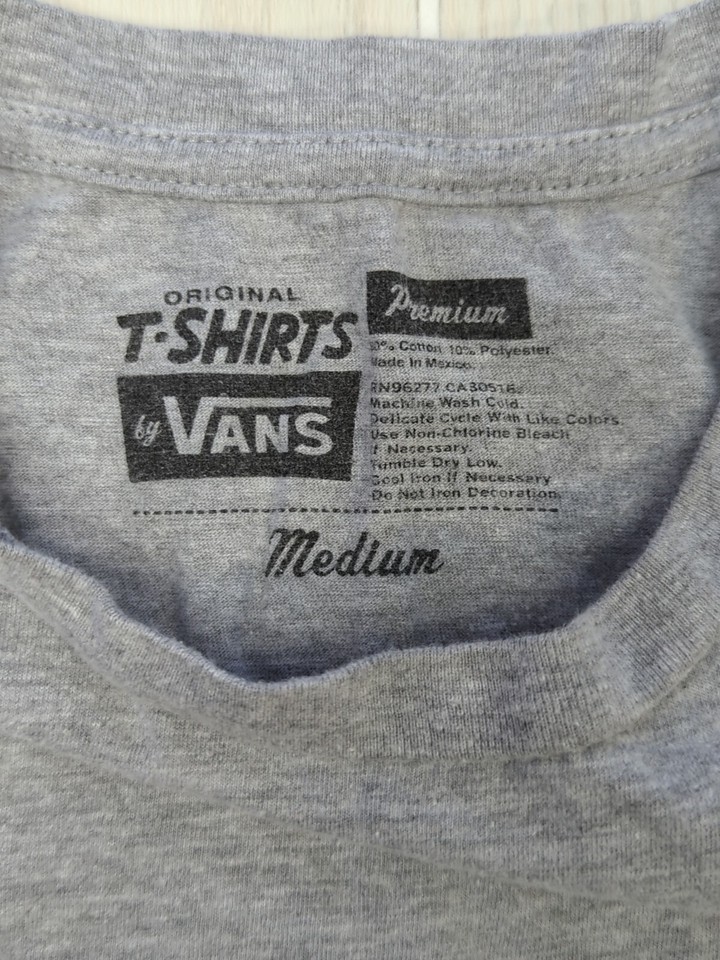 ORIGINAL
T-SHIRTS
by VANS
Premium
Cotton 10% Polyester.
Made In Mexico.
RN96277 CA30516.
Machine Wash Cold.
Delicate Cycle With Like Colors.
Use Non-Chlorine Bleach
If Necessary.
Tumble Dry Low.
Cool Iron If Necessary
Do Not Iron Decoration.
Medium